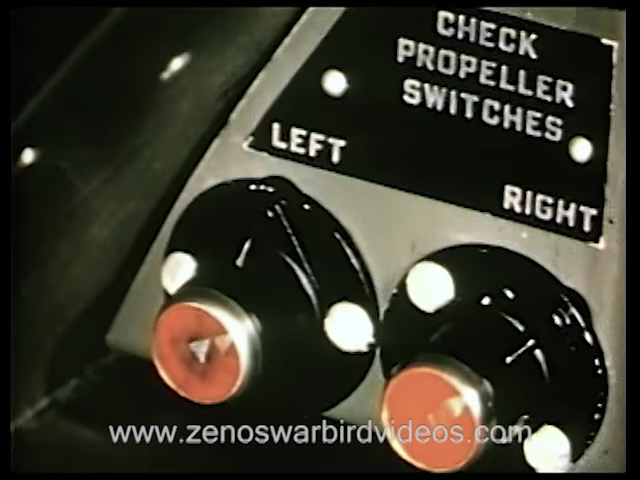 CHECK
PROPELLER
SWITCHES
LEFT
RIGHT
www.zenoswarbirdvideos.com